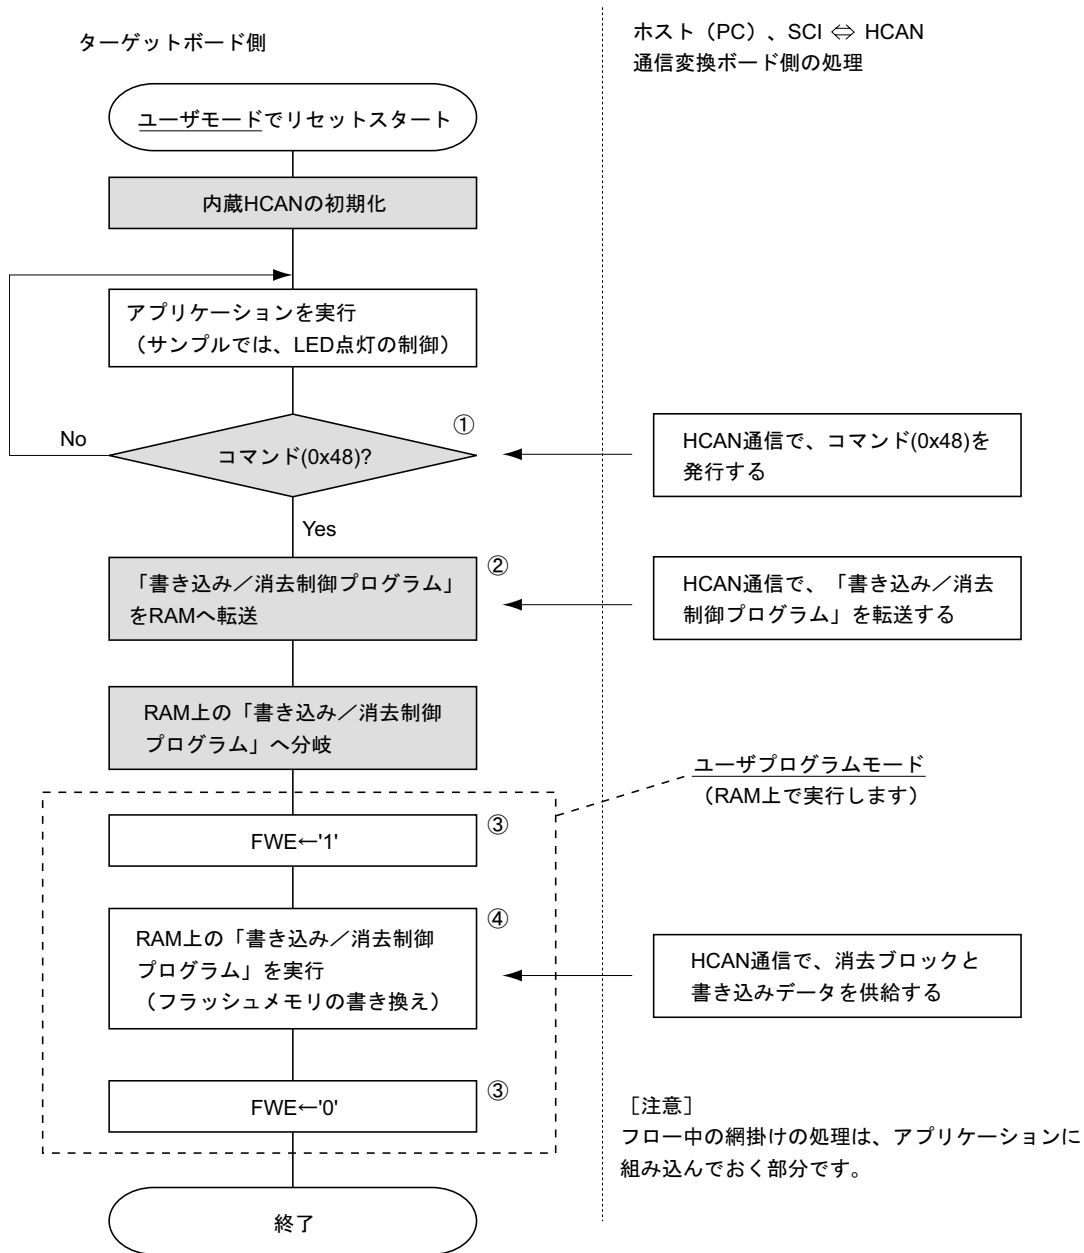 ターゲットボード側
ホスト（PC）、SCI ⇔ HCAN
通信変換ボード側の処理
ユーザモードでリセットスタート
内蔵HCANの初期化
アプリケーションを実行
（サンプルでは、LED点灯の制御）
①
No
コマンド(0x48)?
HCAN通信で、コマンド(0x48)を
発行する
Yes
②
「書き込み／消去制御プログラム」
をRAMへ転送
HCAN通信で、「書き込み／消去
制御プログラム」を転送する
RAM上の「書き込み／消去制御
プログラム」へ分岐
ユーザプログラムモード
（RAM上で実行します）
③
FWE←'1'
④
RAM上の「書き込み／消去制御
プログラム」を実行
（フラッシュメモリの書き換え）
HCAN通信で、消去ブロックと
書き込みデータを供給する
③
FWE←'0'
［注意］
フロー中の網掛けの処理は、アプリケーションに
組み込んでおく部分です。
終了